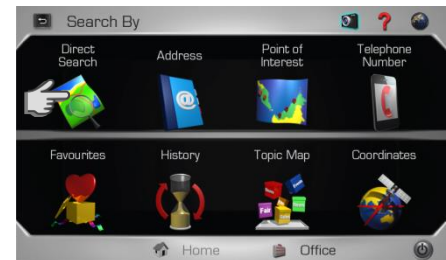 Search By
Direct
Search
Address
Point of
Interest
Telephone
Number
Favourites
History
Topic Map
Coordinates
Home
Office